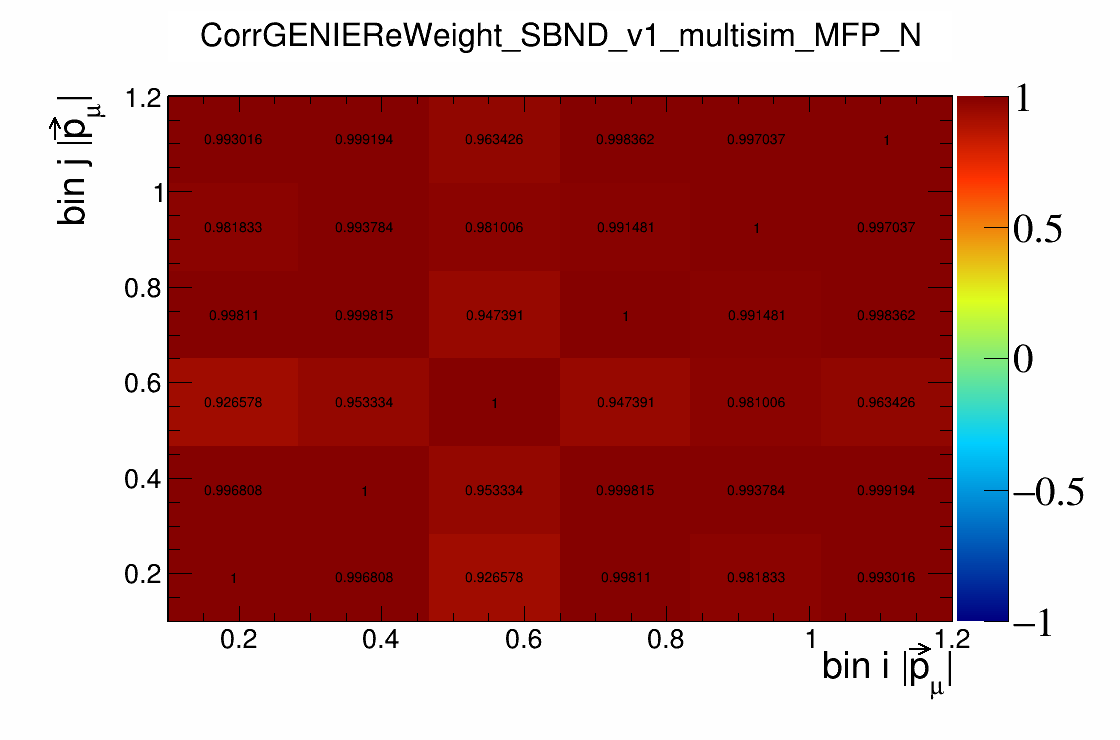 CorrGENIEReWeight_SBND_v1_multisim_MFP_N
bin j |p⃗μ|
1.2
1
0.8
0.6
0.4
0.2
0.993016 0.999194 0.963426 0.998362 0.997037 1
0.981833 0.993784 0.981006 0.991481 1 0.997037
0.99811 0.999815 0.947391 1 0.991481 0.998362
0.926578 0.953334 1 0.947391 0.981006 0.963426
0.996808 1 0.953334 0.999815 0.993784 0.999194
1 0.996808 0.926578 0.99811 0.981833 0.993016
0.2 0.4 0.6 0.8 1 1.2
bin i |p⃗μ|
1
0.5
0
−0.5
−1